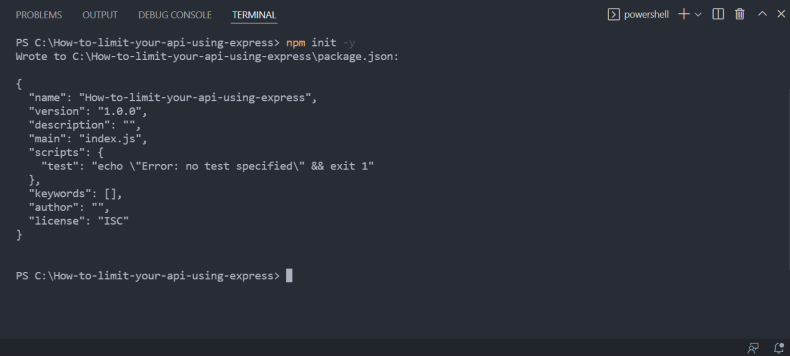 PROBLEMS OUTPUT DEBUG CONSOLE TERMINAL powershell
PS C:\How-to-limit-your-api-using-express> npm init -y
Wrote to C:\How-to-limit-your-api-using-express\package.json:
{
  "name": "How-to-limit-your-api-using-express",
  "version": "1.0.0",
  "description": "",
  "main": "index.js",
  "scripts": {
    "test": "echo \"Error: no test specified\" && exit 1"
  },
  "keywords": [],
  "author": "",
  "license": "ISC"
}
PS C:\How-to-limit-your-api-using-express>